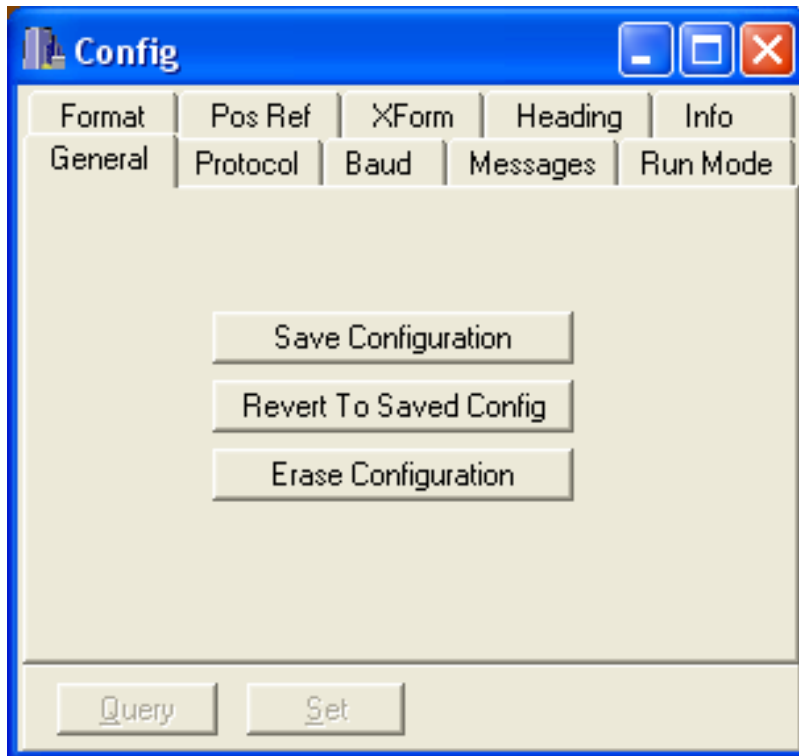 Config
Format Pos Ref XForm Heading Info
General Protocol Baud Messages Run Mode
Save Configuration
Revert To Saved Config
Erase Configuration
Query Set